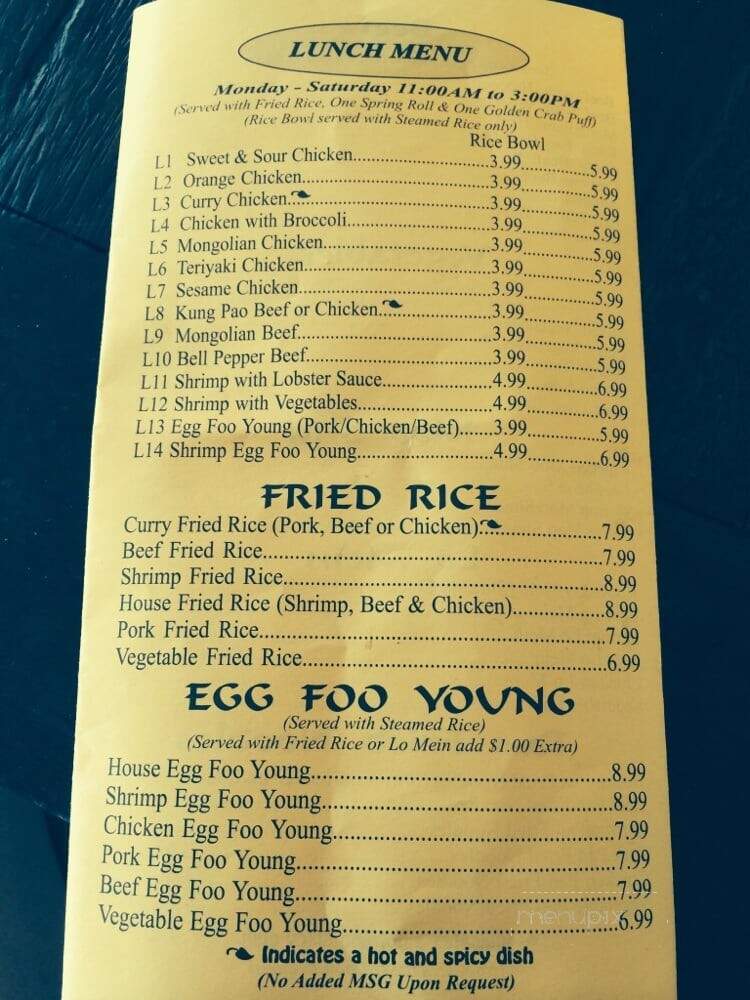 LUNCH MENU
Monday - Saturday 11:00AM to 3:00PM
(Served with Fried Rice, One Spring Roll & One Golden Crab Puff)
(Rice Bowl served with Steamed Rice only)
Rice Bowl
L1 Sweet & Sour Chicken..........................3.99................5.99
L2 Orange Chicken..........................3.99................5.99
L3 Curry Chicken..........................3.99................5.99
L4 Chicken with Broccoli..........................3.99................5.99
L5 Mongolian Chicken..........................3.99................5.99
L6 Teriyaki Chicken..........................3.99................5.99
L7 Sesame Chicken..........................3.99................5.99
L8 Kung Pao Beef or Chicken..........................3.99................5.99
L9 Mongolian Beef..........................3.99................5.99
L10 Bell Pepper Beef..........................3.99................5.99
L11 Shrimp with Lobster Sauce..........................4.99................6.99
L12 Shrimp with Vegetables..........................4.99................6.99
L13 Egg Foo Young (Pork/Chicken/Beef).......3.99................5.99
L14 Shrimp Egg Foo Young..........................4.99................6.99
FRIED RICE
Curry Fried Rice (Pork, Beef or Chicken)....................7.99
Beef Fried Rice..........................7.99
Shrimp Fried Rice..........................8.99
House Fried Rice (Shrimp, Beef & Chicken)................8.99
Pork Fried Rice..........................7.99
Vegetable Fried Rice..........................6.99
EGG FOO YOUNG
(Served with Steamed Rice)
(Served with Fried Rice or Lo Mein add $1.00 Extra)
House Egg Foo Young..........................8.99
Shrimp Egg Foo Young..........................8.99
Chicken Egg Foo Young..........................7.99
Pork Egg Foo Young..........................7.99
Beef Egg Foo Young..........................7.99
Vegetable Egg Foo Young..........................6.99
menupix
Indicates a hot and spicy dish
(No Added MSG Upon Request)